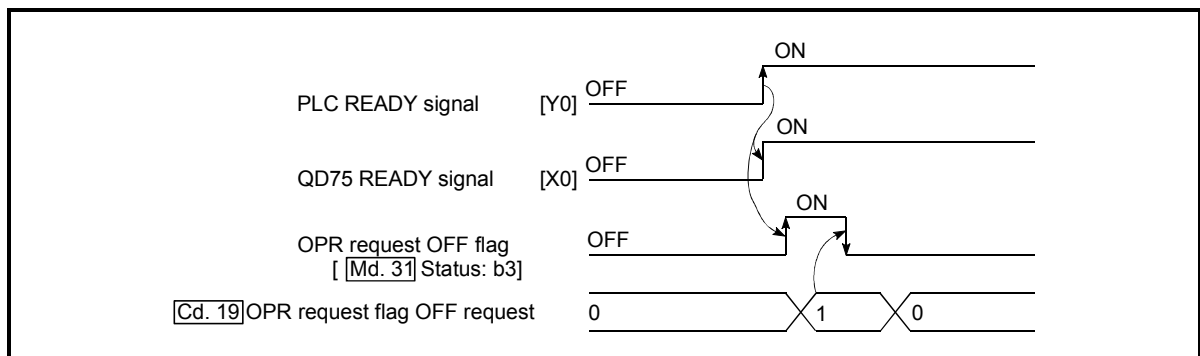 ON
PLC READY signal [Y0] OFF
ON
QD75 READY signal [X0] OFF
ON
OPR request OFF flag OFF
[ Md. 31 Status: b3]
Cd. 19 OPR request flag OFF request 0 1 0